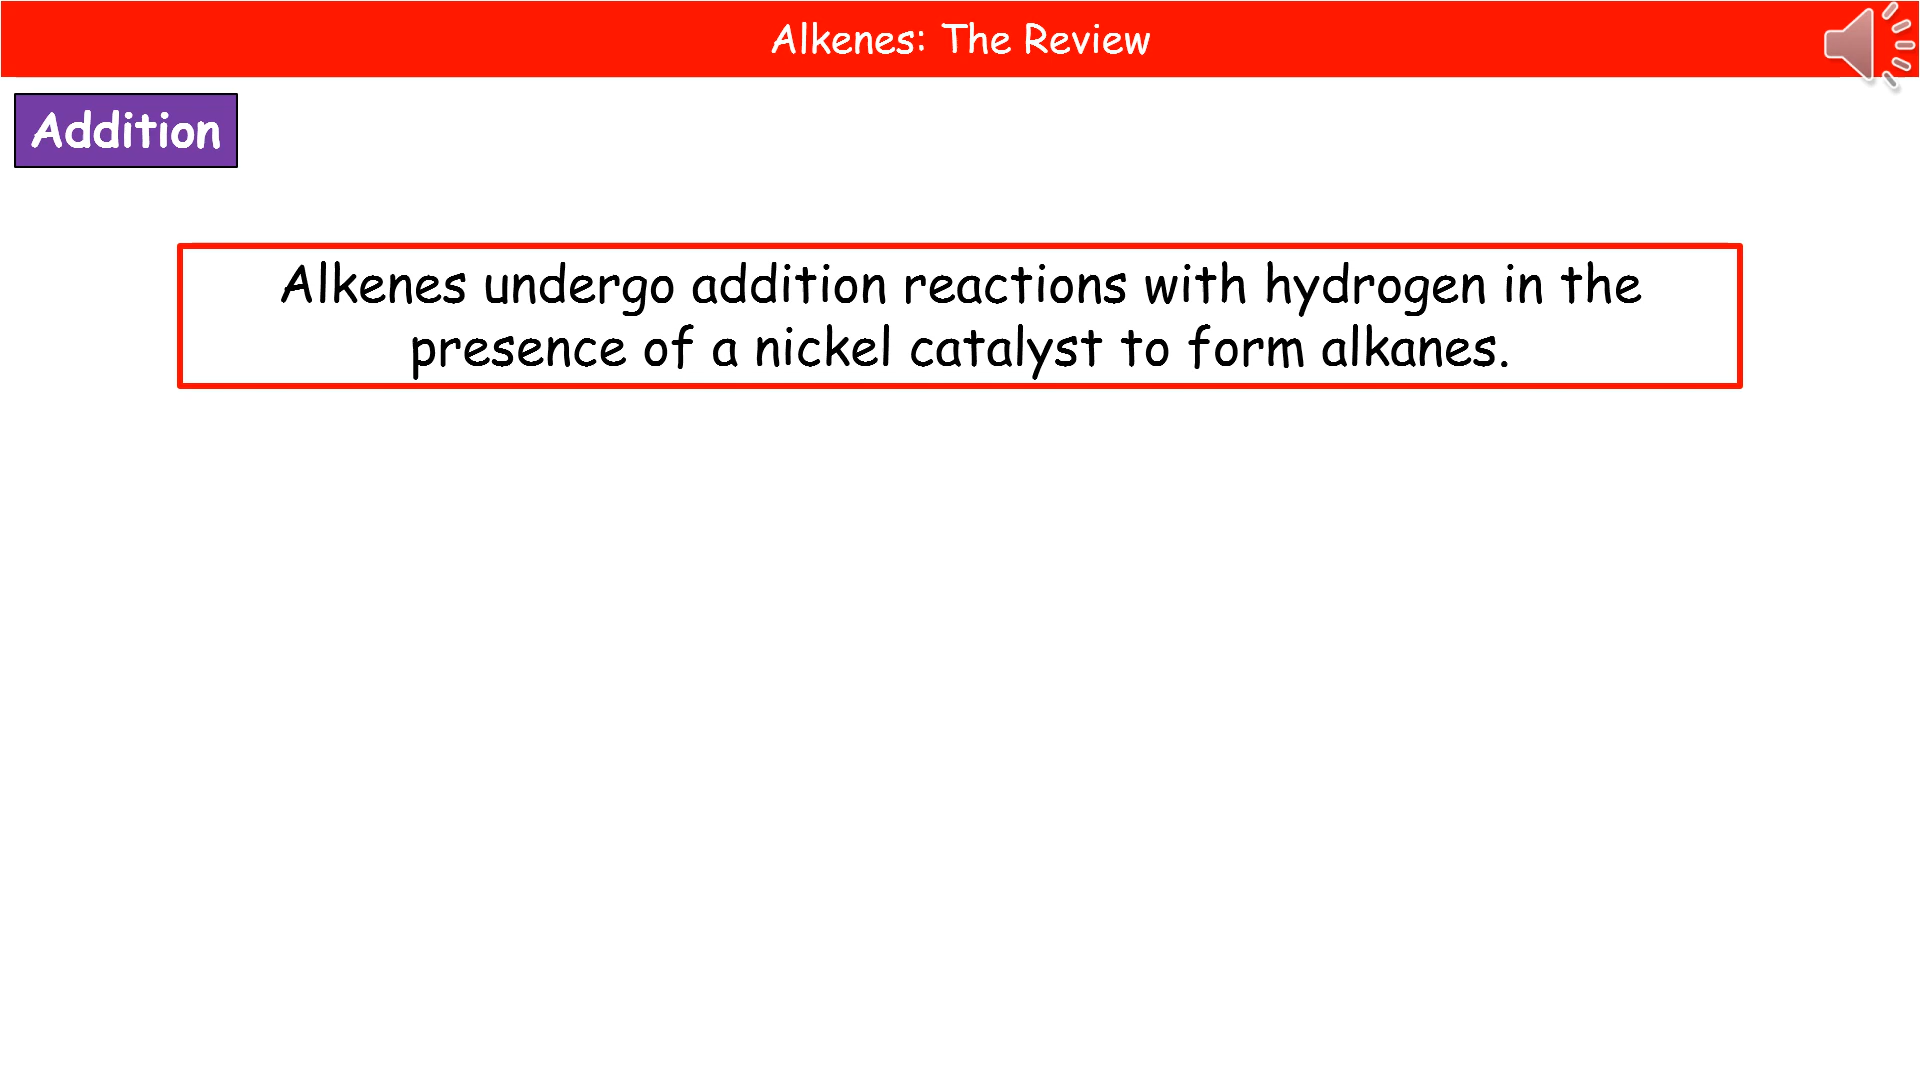 Alkenes: The Review
Addition
Alkenes undergo addition reactions with hydrogen in the
presence of a nickel catalyst to form alkanes.